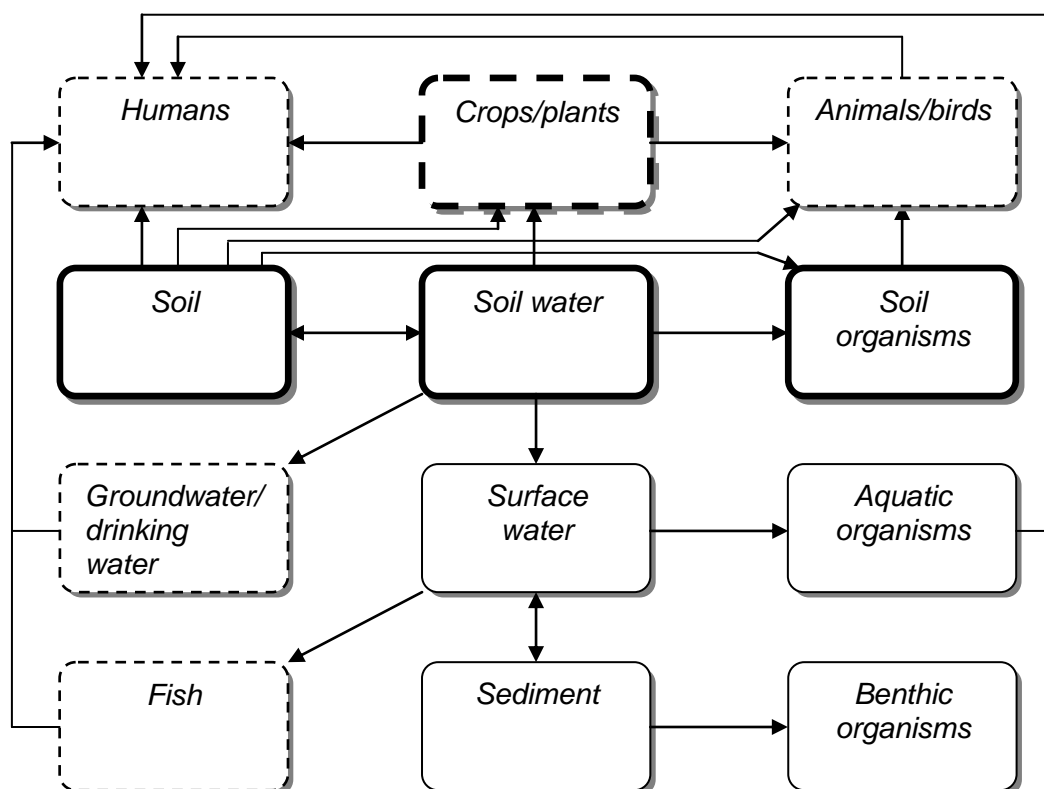 Humans
Crops/plants
Animals/birds
Soil
Soil water
Soil
organisms
Groundwater/
drinking
water
Surface
water
Aquatic
organisms
Fish
Sediment
Benthic
organisms